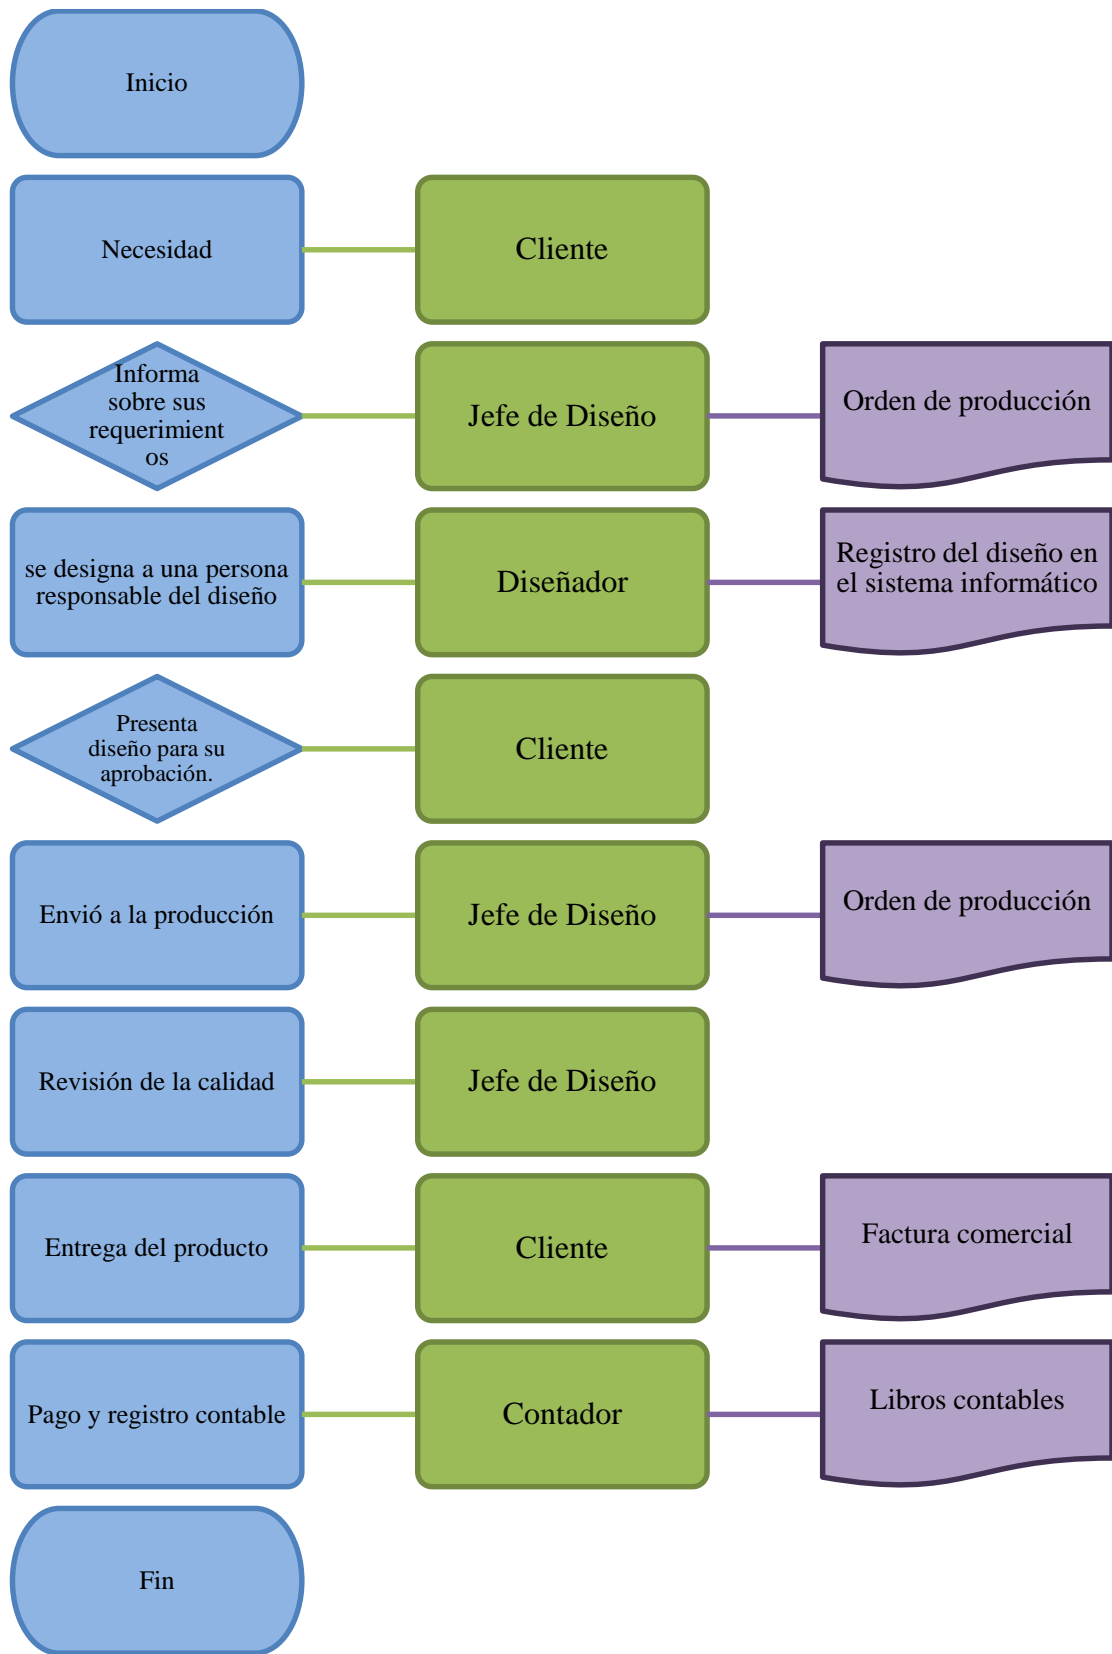 Inicio
Necesidad
Cliente
Informa
sobre sus
requerimient
os
Jefe de Diseño
Orden de producción
se designa a una persona
responsable del diseño
Diseñador
Registro del diseño en
el sistema informático
Presenta
diseño para su
aprobación.
Cliente
Envió a la producción
Jefe de Diseño
Orden de producción
Revisión de la calidad
Jefe de Diseño
Entrega del producto
Cliente
Factura comercial
Pago y registro contable
Contador
Libros contables
Fin